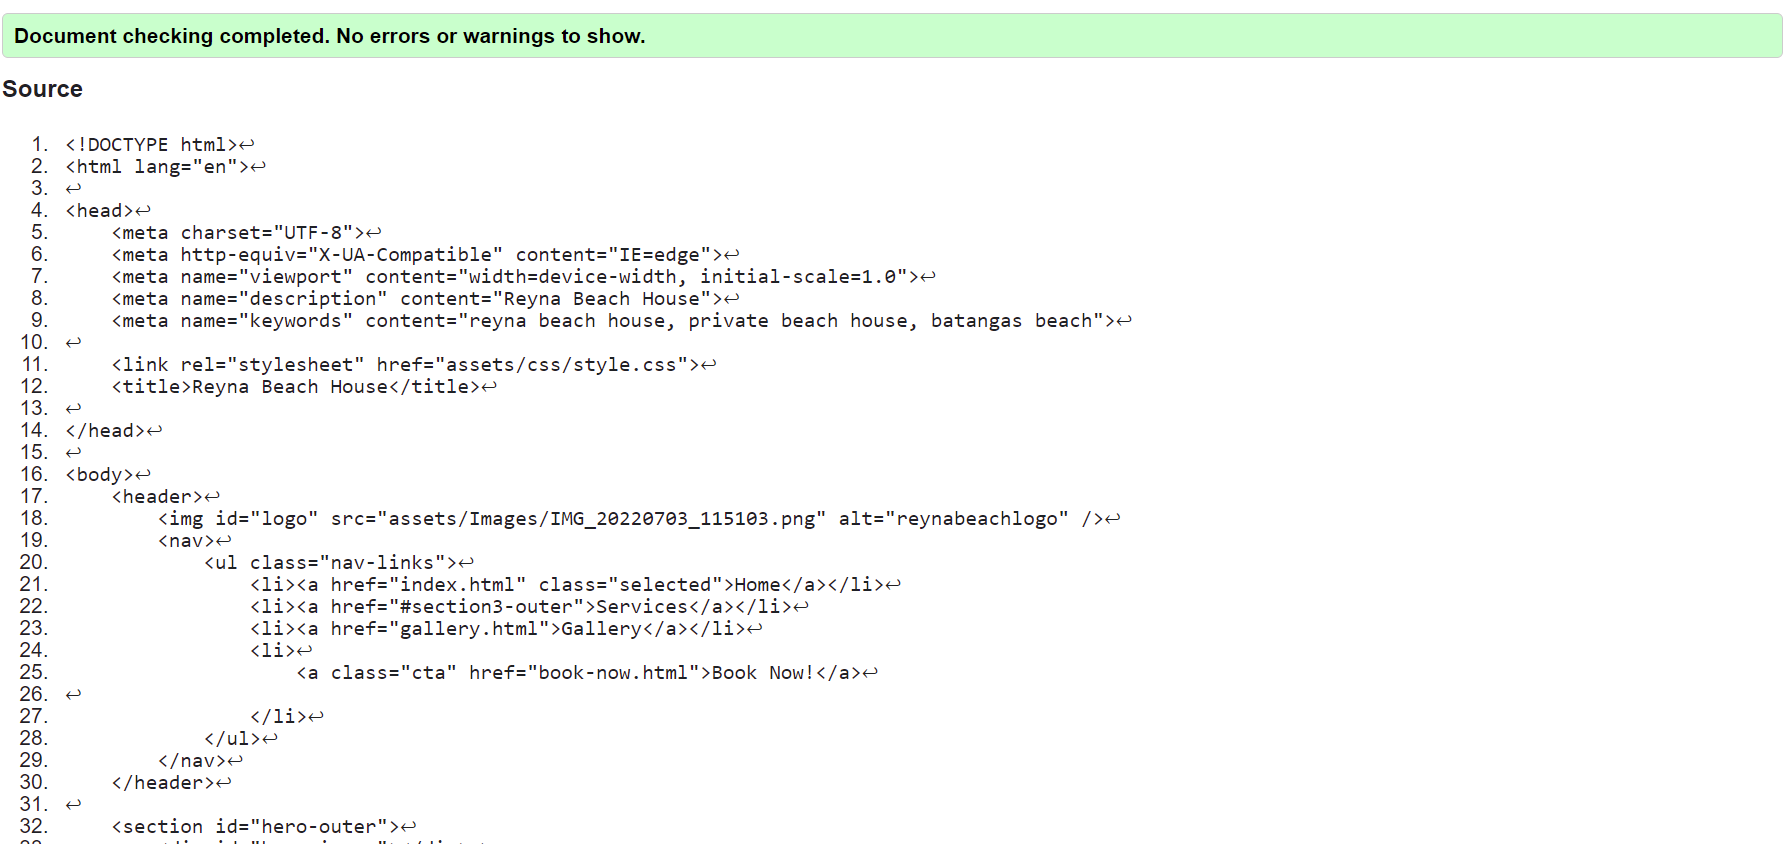 Document checking completed. No errors or warnings to show.
Source
1. <!DOCTYPE html>↩
2. <html lang="en">↩
3. ↩
4. <head>↩
5.     <meta charset="UTF-8">↩
6.     <meta http-equiv="X-UA-Compatible" content="IE=edge">↩
7.     <meta name="viewport" content="width=device-width, initial-scale=1.0">↩
8.     <meta name="description" content="Reyna Beach House">↩
9.     <meta name="keywords" content="reyna beach house, private beach house, batangas beach">↩
10. ↩
11.     <link rel="stylesheet" href="assets/css/style.css">↩
12.     <title>Reyna Beach House</title>↩
13. ↩
14. </head>↩
15. ↩
16. <body>↩
17.     <header>↩
18.         <img id="logo" src="assets/Images/IMG_20220703_115103.png" alt="reynabeachlogo" />↩
19.         <nav>↩
20.             <ul class="nav-links">↩
21.                 <li><a href="index.html" class="selected">Home</a></li>↩
22.                 <li><a href="#section3-outer">Services</a></li>↩
23.                 <li><a href="gallery.html">Gallery</a></li>↩
24.                 <li>↩
25.                     <a class="cta" href="book-now.html">Book Now!</a>↩
26. ↩
27.                 </li>↩
28.             </ul>↩
29.         </nav>↩
30.     </header>↩
31. ↩
32.     <section id="hero-outer">↩